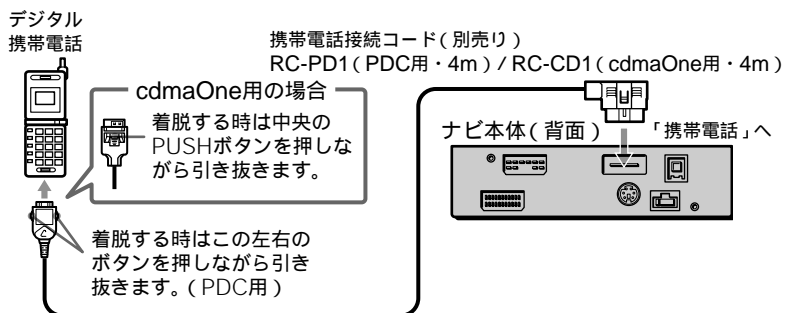 デジタル
携帯電話
携帯電話接続コード(別売り)
RC-PD1(PDC用・4m)/RC-CD1(cdmaOne用・4m)
cdmaOne用の場合
着脱する時は中央の
PUSHボタンを押しな
がら引き抜きます。
ナビ本体(背面)
「携帯電話」へ
着脱する時はこの左右の
ボタンを押しながら引き
抜きます。(PDC用)